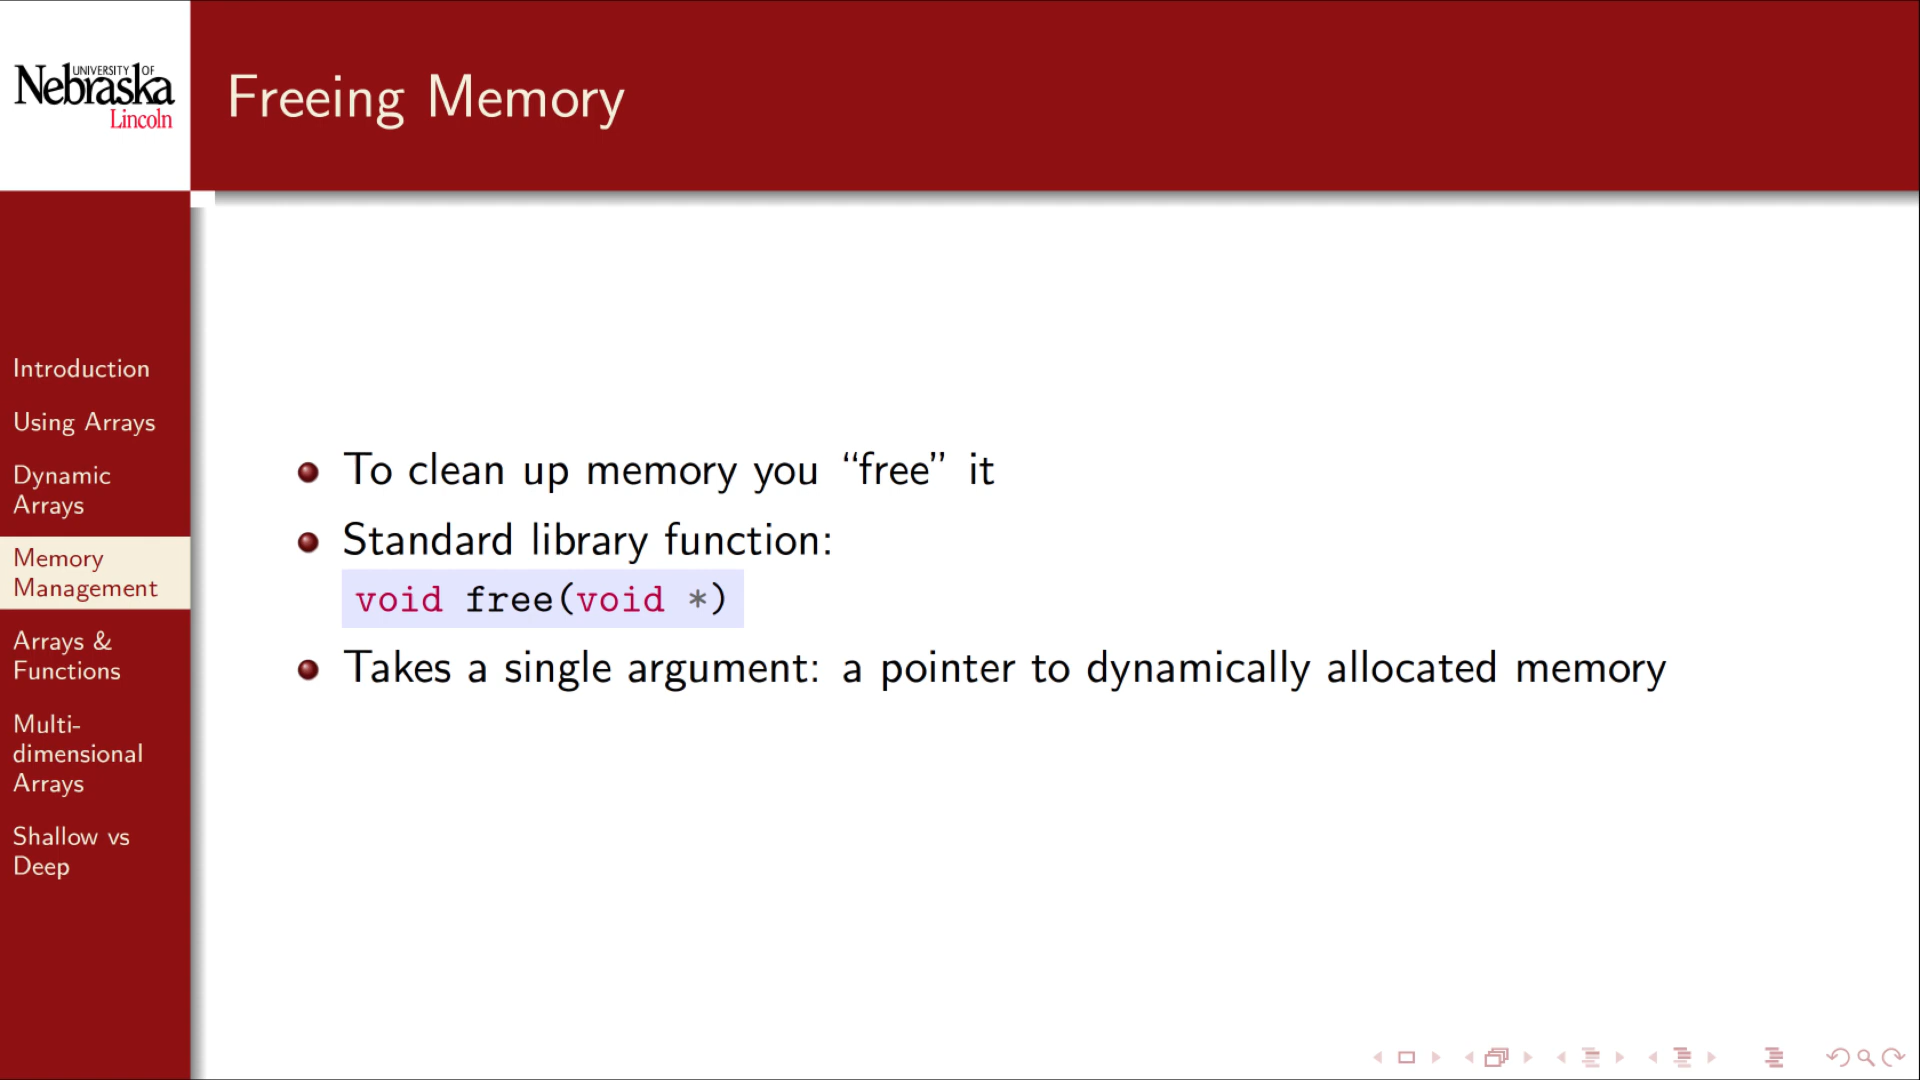 UNIVERSITY OF
Nebraska
Lincoln
Freeing Memory
Introduction
Using Arrays
Dynamic
Arrays
Memory
Management
Arrays &
Functions
Multi-
dimensional
Arrays
Shallow vs
Deep
To clean up memory you “free” it
Standard library function:
void free(void *)
Takes a single argument: a pointer to dynamically allocated memory